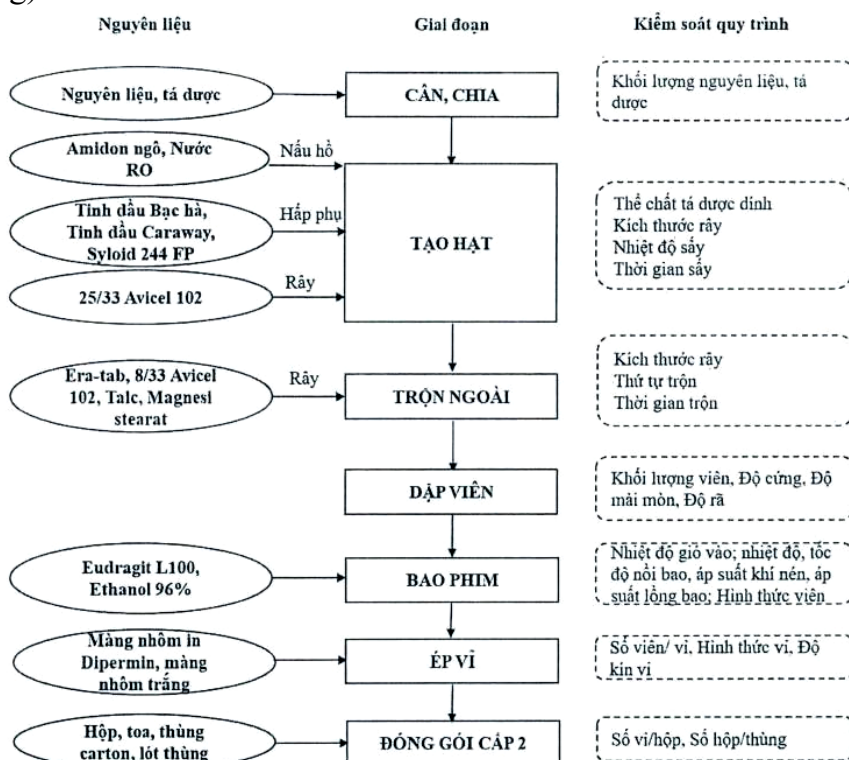 g,
Nguyên liệu
Giai đoạn
Kiểm soát quy trình
Nguyên liệu, tá dược
CÂN, CHIA
Khối lượng nguyên liệu, tá
dược
Amidon ngô, Nước
RO
Nấu hồ
Tinh dầu Bạc hà,
Tinh dầu Caraway,
Syloid 244 FP
Hấp phụ
25/33 Avicel 102
Rây
TẠO HẠT
Thể chất tá dược dính
Kích thước rây
Nhiệt độ sấy
Thời gian sấy
Era-tab, 8/33 Avicel
102, Talc, Magnesi
stearat
Rây
TRỘN NGOÀI
Kích thước rây
Thứ tự trộn
Thời gian trộn
DẬP VIÊN
Khối lượng viên, Độ cứng, Độ
mài mòn, Độ rã
Eudragit L100,
Ethanol 96%
BAO PHIM
Nhiệt độ gió vào; nhiệt độ, tốc
độ nồi bao, áp suất khí nén, áp
suất lồng bao; Hình thức viên
Màng nhôm in
Dipermin, màng
nhôm trắng
ÉP VỈ
Số viên/ vỉ, Hình thức vỉ, Độ
kín vỉ
Hộp, toa, thùng
carton, lót thùng
ĐÓNG GÓI CẤP 2
Số vỉ/hộp, Số hộp/thùng